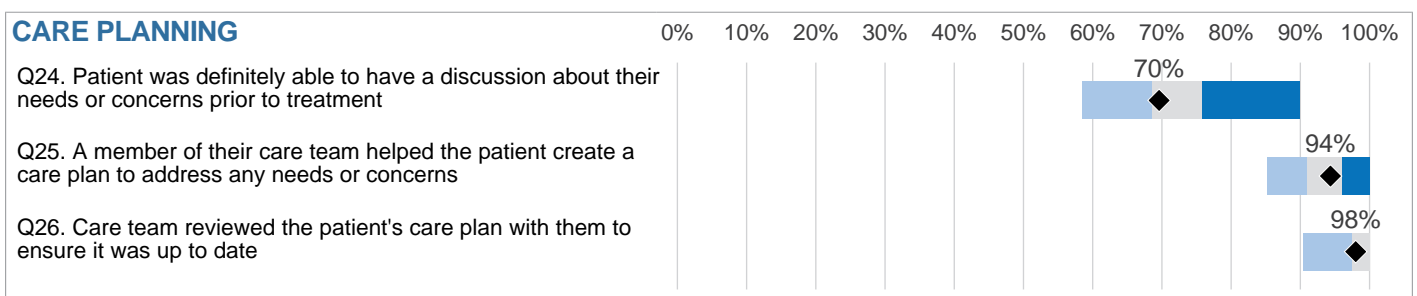 CARE PLANNING
0% 10% 20% 30% 40% 50% 60% 70% 80% 90% 100%
Q24. Patient was definitely able to have a discussion about their
needs or concerns prior to treatment
70%
Q25. A member of their care team helped the patient create a
care plan to address any needs or concerns
94%
Q26. Care team reviewed the patient's care plan with them to
ensure it was up to date
98%